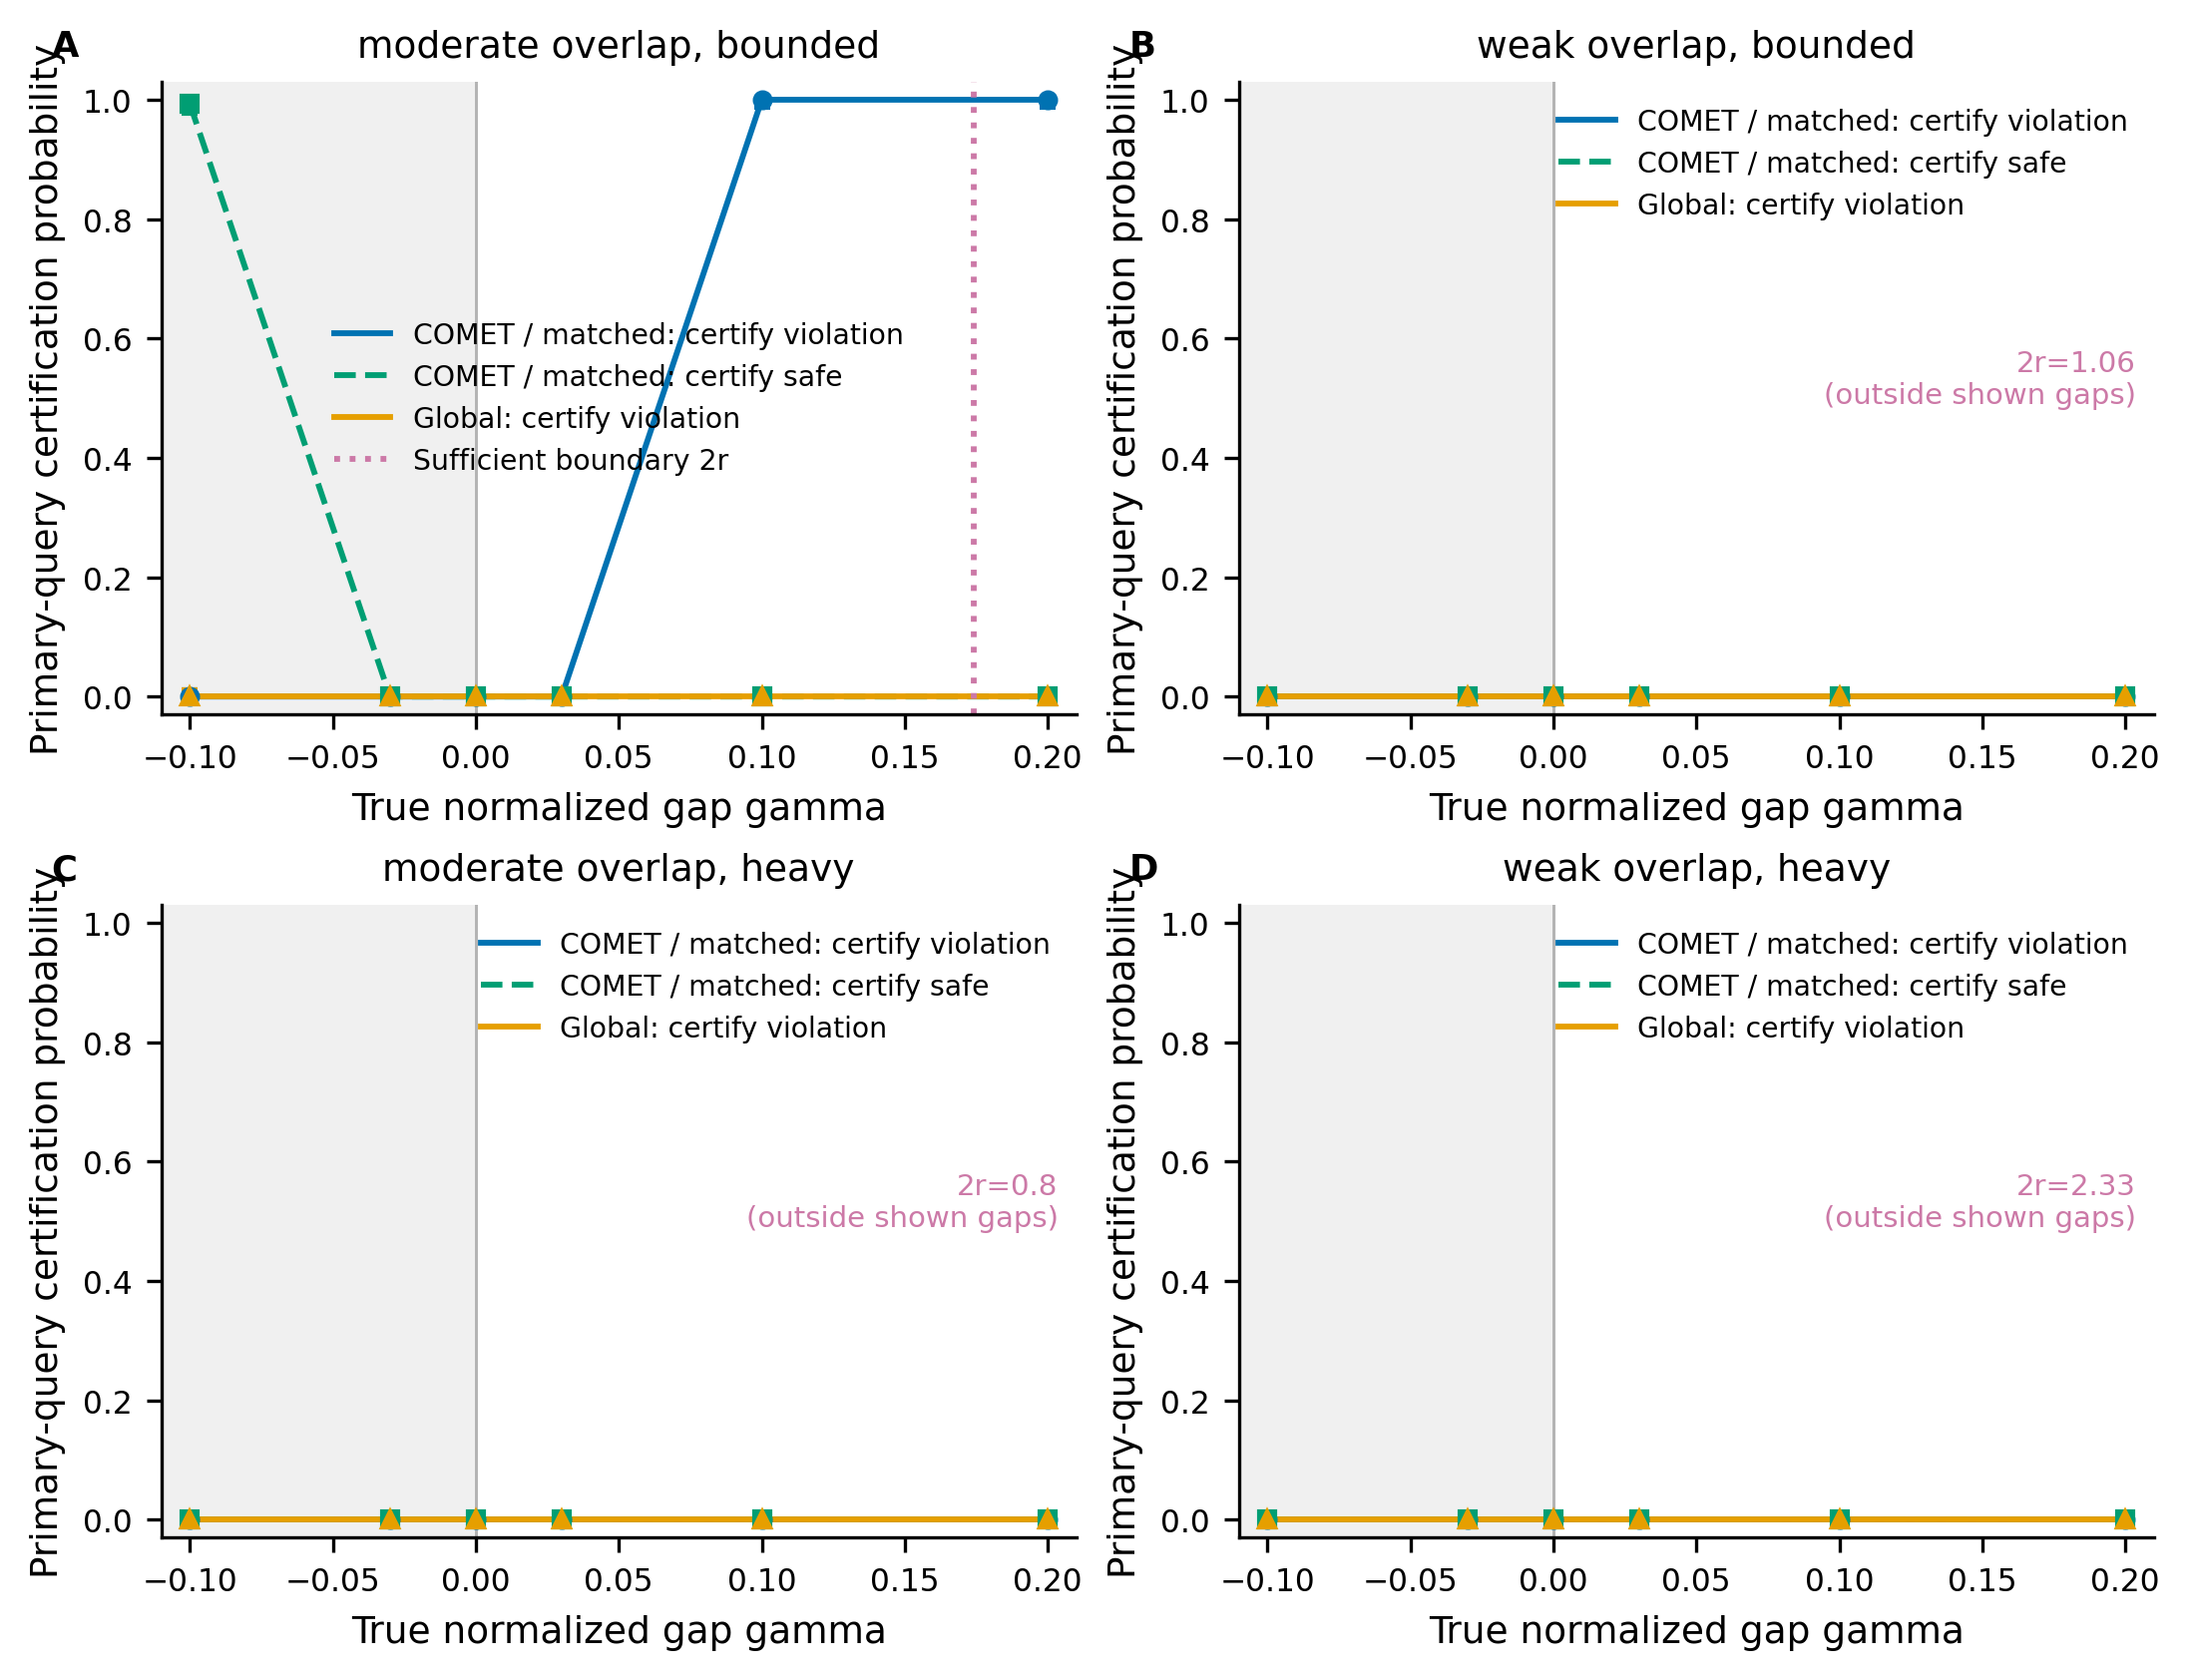 A
moderate overlap, bounded
Primary-query certification probability
1.0
0.8
0.6
0.4
0.2
0.0
COMET / matched: certify violation
COMET / matched: certify safe
Global: certify violation
Sufficient boundary 2r
−0.10 −0.05 0.00 0.05 0.10 0.15 0.20
True normalized gap gamma
B
weak overlap, bounded
Primary-query certification probability
1.0
0.8
0.6
0.4
0.2
0.0
COMET / matched: certify violation
COMET / matched: certify safe
Global: certify violation
2r=1.06
(outside shown gaps)
−0.10 −0.05 0.00 0.05 0.10 0.15 0.20
True normalized gap gamma
C
moderate overlap, heavy
Primary-query certification probability
1.0
0.8
0.6
0.4
0.2
0.0
COMET / matched: certify violation
COMET / matched: certify safe
Global: certify violation
2r=0.8
(outside shown gaps)
−0.10 −0.05 0.00 0.05 0.10 0.15 0.20
True normalized gap gamma
D
weak overlap, heavy
Primary-query certification probability
1.0
0.8
0.6
0.4
0.2
0.0
COMET / matched: certify violation
COMET / matched: certify safe
Global: certify violation
2r=2.33
(outside shown gaps)
−0.10 −0.05 0.00 0.05 0.10 0.15 0.20
True normalized gap gamma